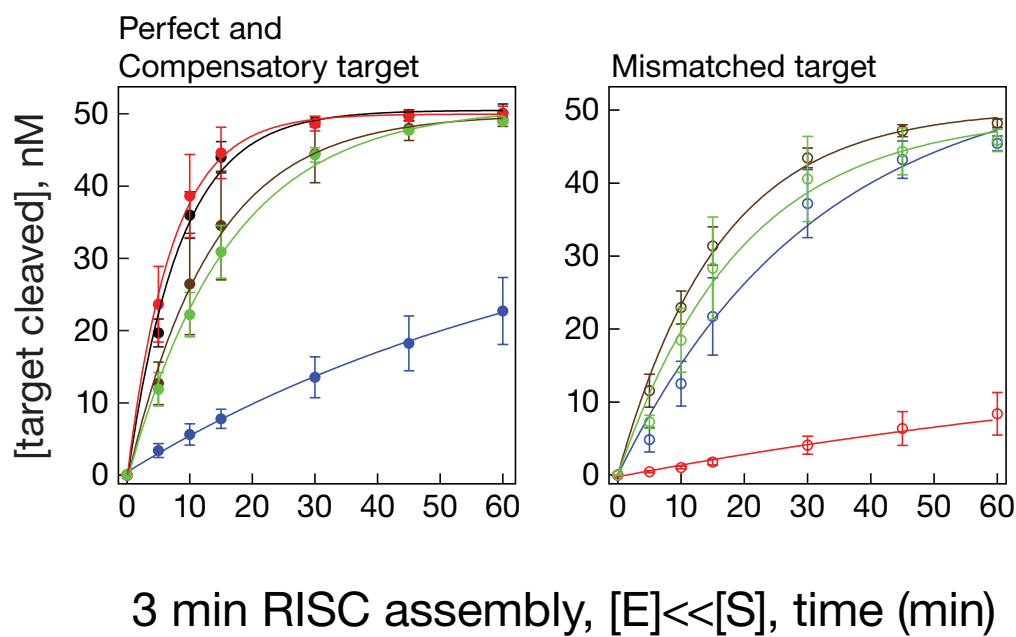 Perfect and
Compensatory target
Mismatched target
[target cleaved], nM
50
40
30
20
10
0
0 10 20 30 40 50 60
50
40
30
20
10
0
0 10 20 30 40 50 60
3 min RISC assembly, [E]<<[S], time (min)